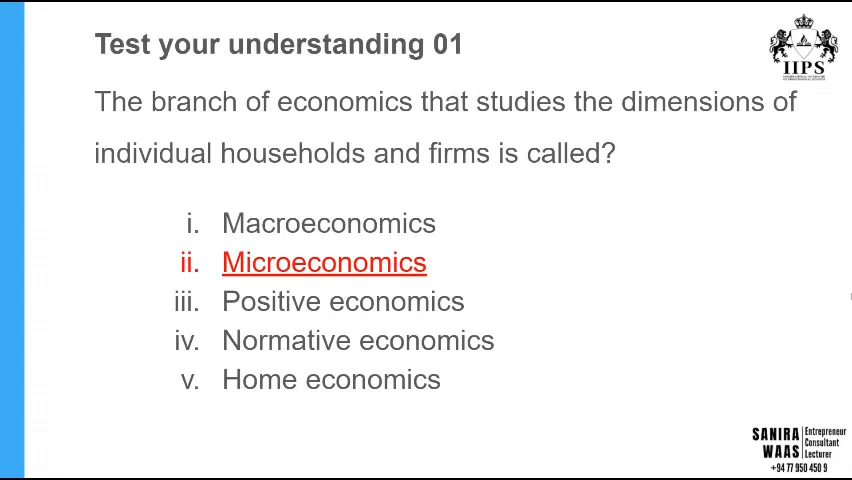 Test your understanding 01
IIPS
The branch of economics that studies the dimensions of
individual households and firms is called?
i. Macroeconomics
ii. Microeconomics
iii. Positive economics
iv. Normative economics
v. Home economics
SANIRA
WAAS
Entrepreneur
Consultant
Lecturer
+94 77 950 450 9